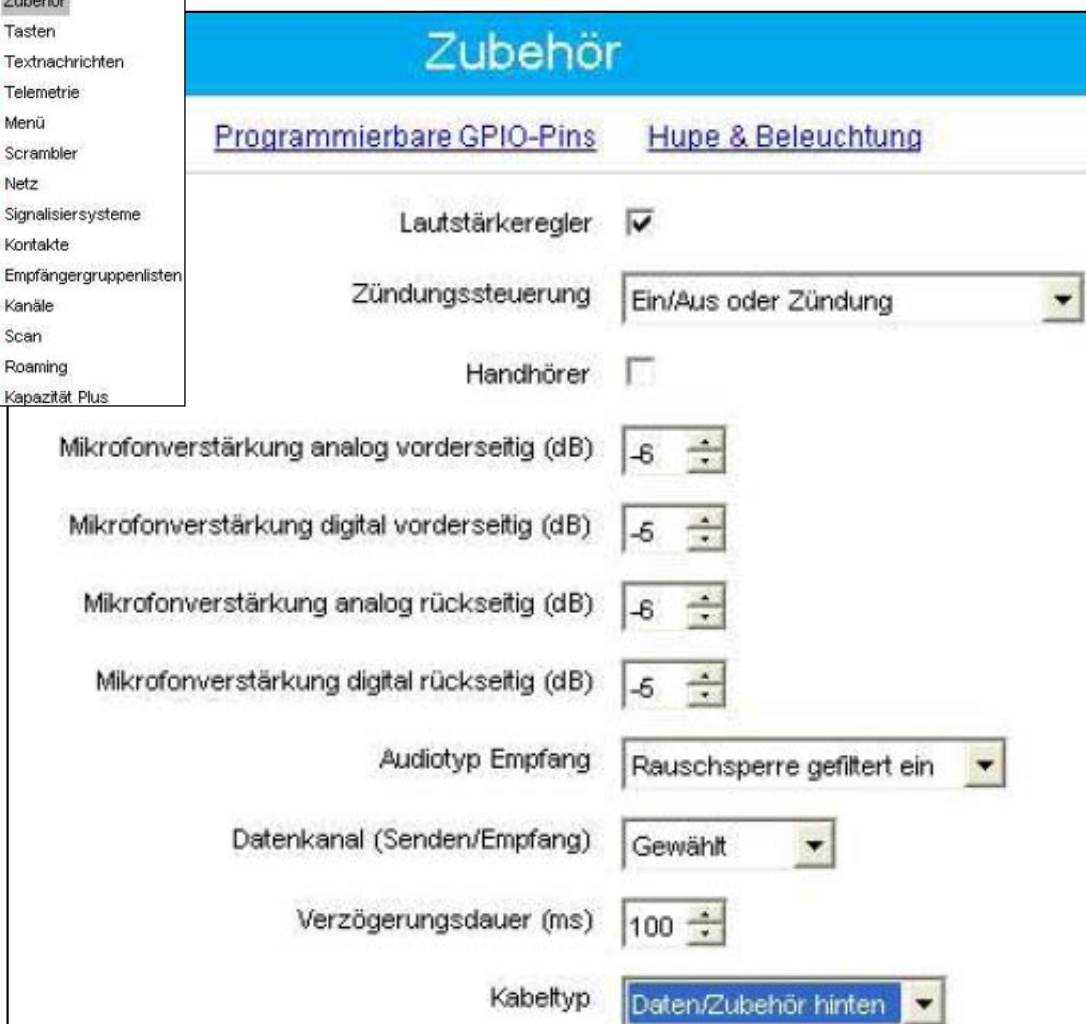 Zubehör
Tasten
Textnachrichten
Telemetrie
Menü
Scrambler
Netz
Signalisiersysteme
Kontakte
Empfängergruppenlisten
Kanäle
Scan
Roaming
Kapazität Plus
Zubehör
Programmierbare GPIO-Pins Hupe & Beleuchtung
Lautstärkeregler
Zündungssteuerung Ein/Aus oder Zündung
Handhörer
Mikrofonverstärkung analog vorderseitig (dB) -6
Mikrofonverstärkung digital vorderseitig (dB) -5
Mikrofonverstärkung analog rückseitig (dB) -6
Mikrofonverstärkung digital rückseitig (dB) -5
Audiotyp Empfang Rauschsperre gefiltert ein
Datenkanal (Senden/Empfang) Gewählt
Verzögerungsdauer (ms) 100
Kabeltyp Daten/Zubehör hinten